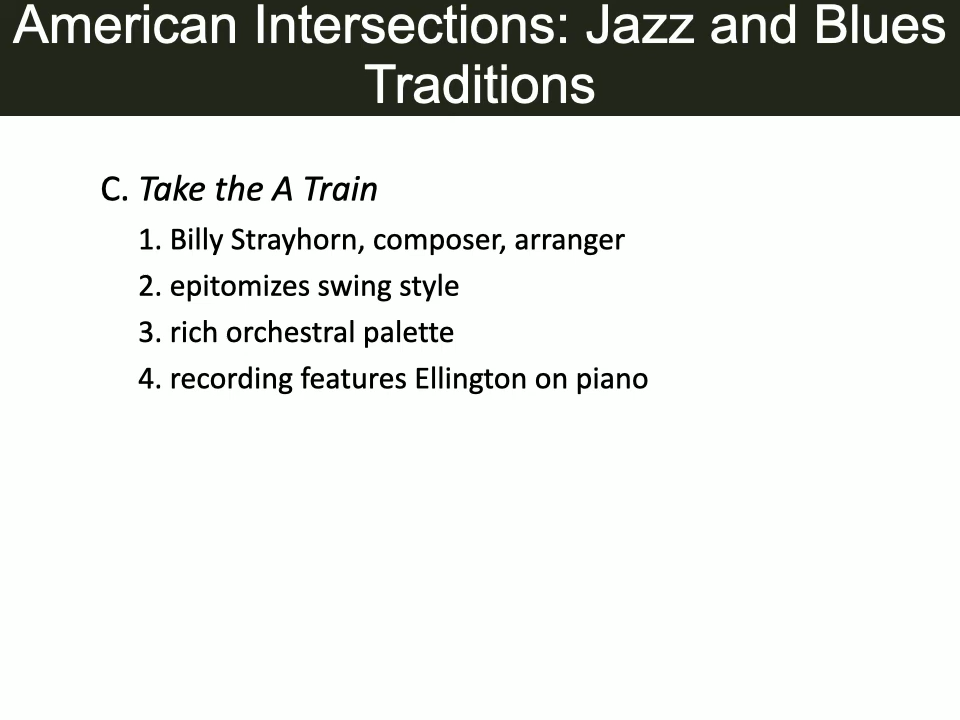 American Intersections: Jazz and Blues
Traditions
C. Take the A Train
1. Billy Strayhorn, composer, arranger
2. epitomizes swing style
3. rich orchestral palette
4. recording features Ellington on piano